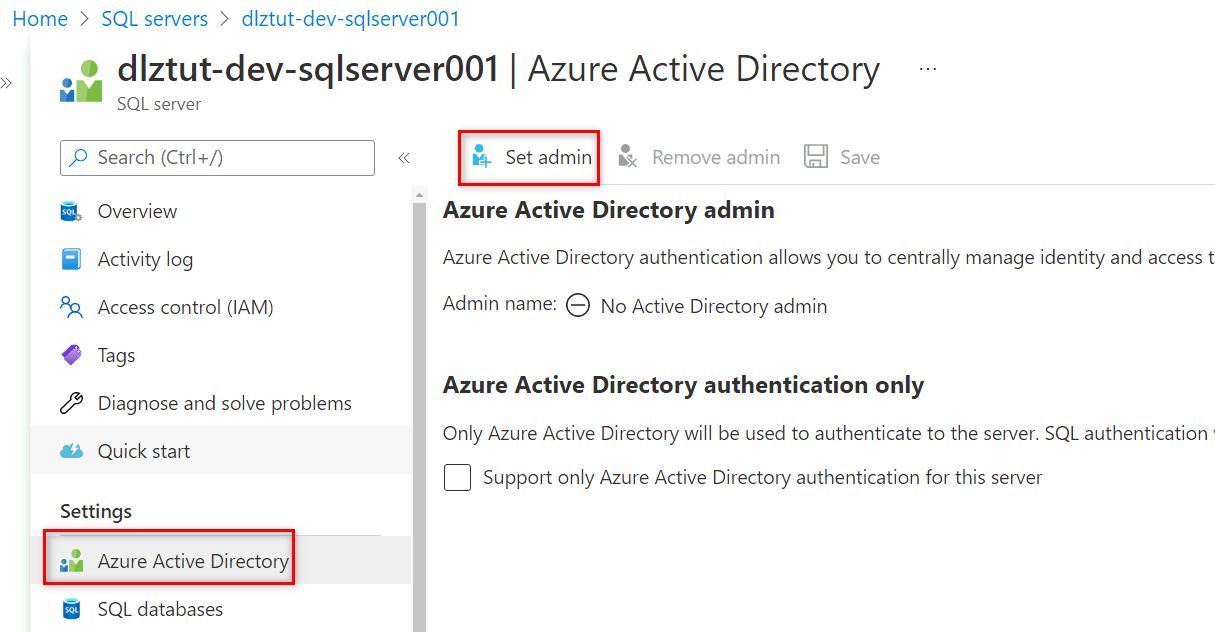 Home > SQL servers > dlztut-dev-sqlserver001
dlztut-dev-sqlserver001 | Azure Active Directory ...
SQL server
Search (Ctrl+/)
Set admin Remove admin Save
Overview
Activity log
Access control (IAM)
Tags
Diagnose and solve problems
Quick start
Settings
Azure Active Directory
SQL databases
Azure Active Directory admin
Azure Active Directory authentication allows you to centrally manage identity and access t
Admin name: No Active Directory admin
Azure Active Directory authentication only
Only Azure Active Directory will be used to authenticate to the server. SQL authentication
Support only Azure Active Directory authentication for this server